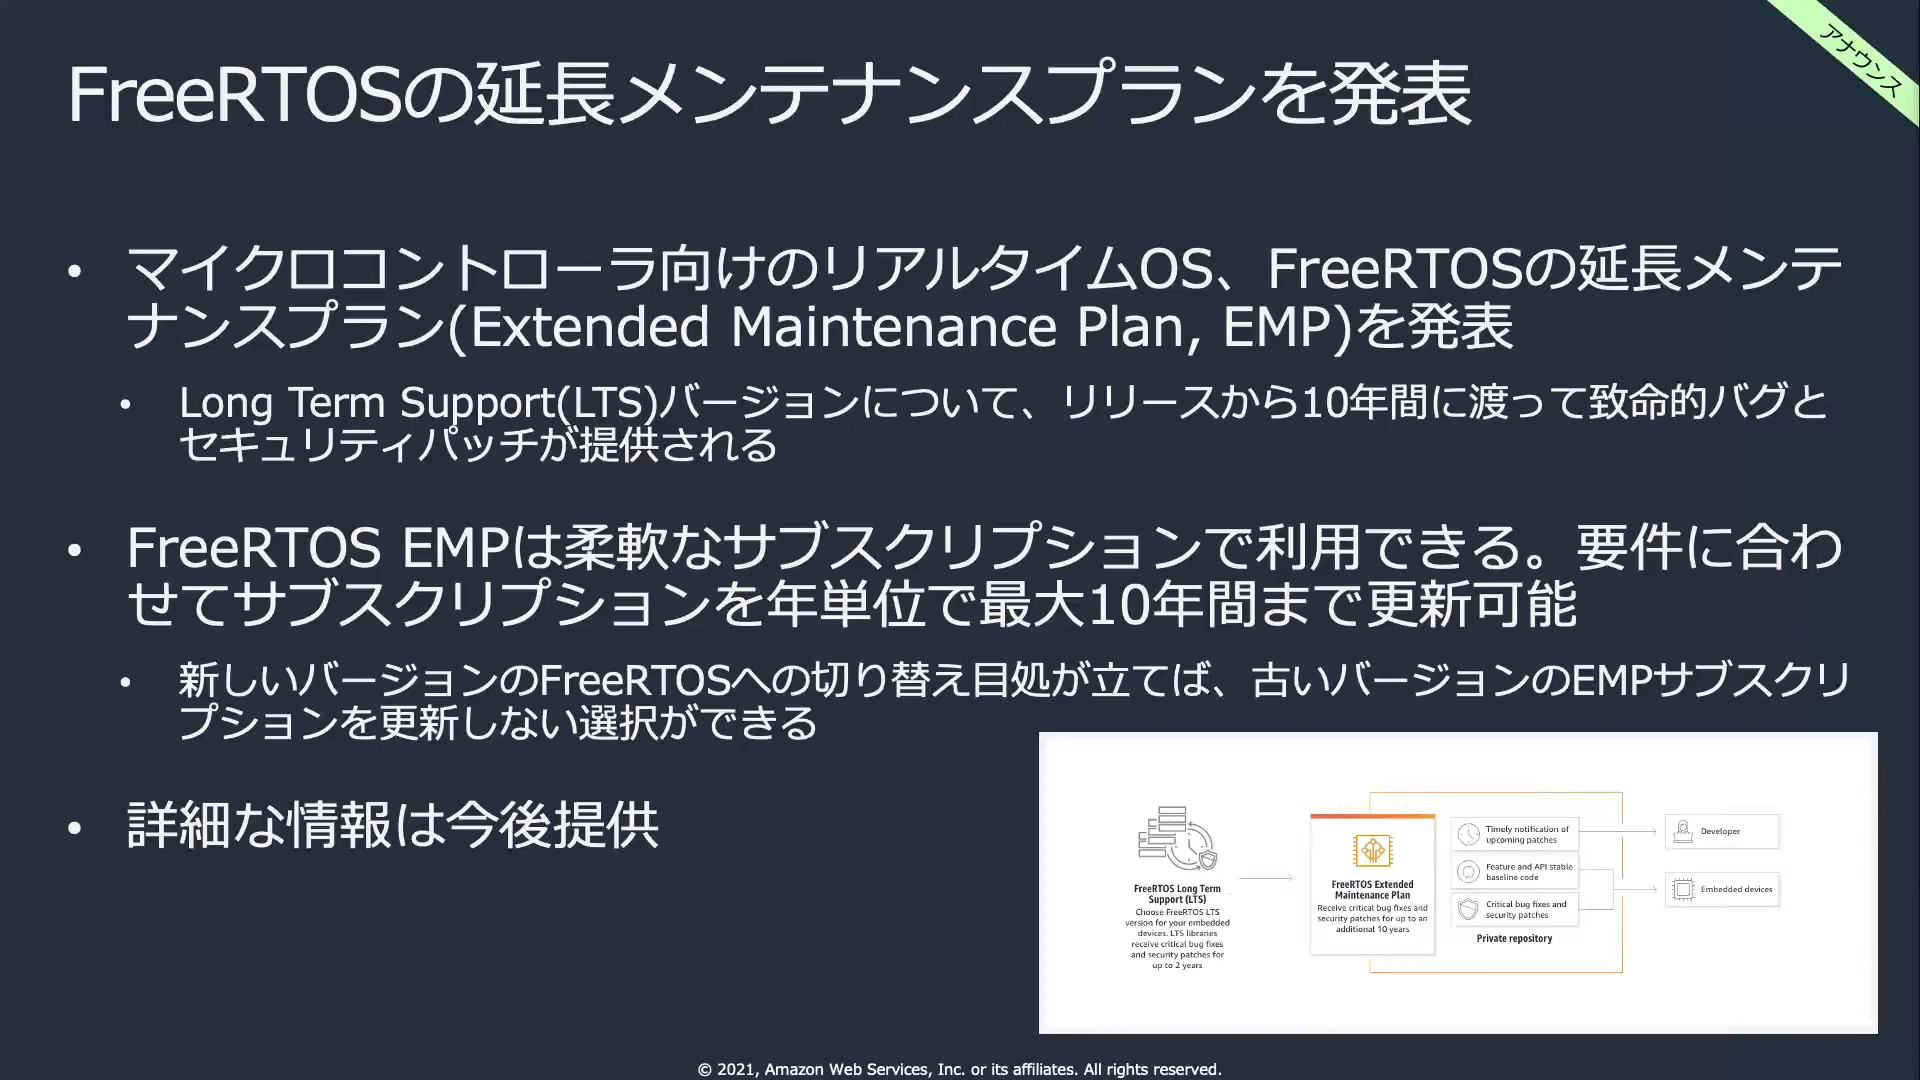 アナウンス
FreeRTOSの延長メンテナンスプランを発表
• マイクロコントローラ向けのリアルタイムOS、FreeRTOSの延長メンテ
ナンスプラン(Extended Maintenance Plan, EMP)を発表
• Long Term Support(LTS)バージョンについて、リリースから10年間に渡って致命的バグと
セキュリティパッチが提供される
• FreeRTOS EMPは柔軟なサブスクリプションで利用できる。要件に合わ
せてサブスクリプションを年単位で最大10年間まで更新可能
• 新しいバージョンのFreeRTOSへの切り替え目処が立てば、古いバージョンのEMPサブスクリ
プションを更新しない選択ができる
• 詳細な情報は今後提供
FreeRTOS Long Term
Support (LTS)
Choose FreeRTOS LTS
version for your embedded
devices. LTS libraries
receive critical bug fixes
and security patches for
up to 2 years
FreeRTOS Extended
Maintenance Plan
Receive critical bug fixes and
security patches for up to an
additional 10 years
Timely notification of
upcoming patches
Feature and API stable
baseline code
Critical bug fixes and
security patches
Private repository
Developer
Embedded devices
© 2021, Amazon Web Services, Inc. or its affiliates. All rights reserved.